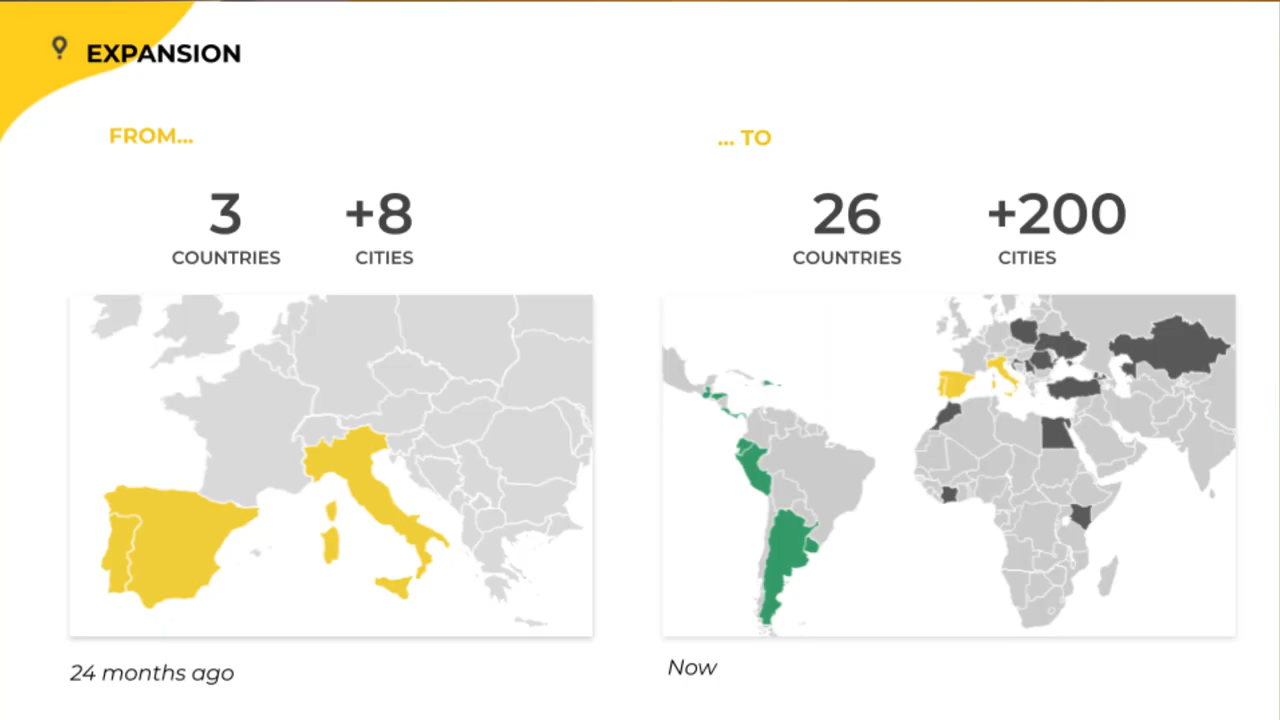 EXPANSION
FROM...
... TO
3
+8
COUNTRIES
CITIES
26
+200
COUNTRIES
CITIES
24 months ago
Now